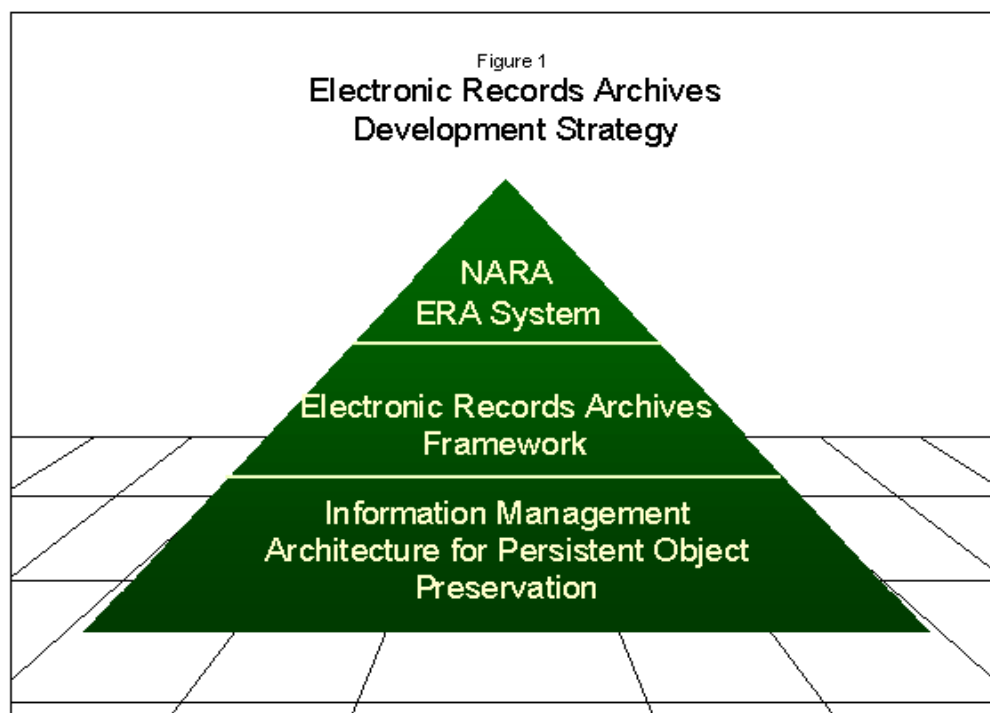 Figure 1
Electronic Records Archives
Development Strategy
NARA
ERA System
Electronic Records Archives
Framework
Information Management
Architecture for Persistent Object
Preservation